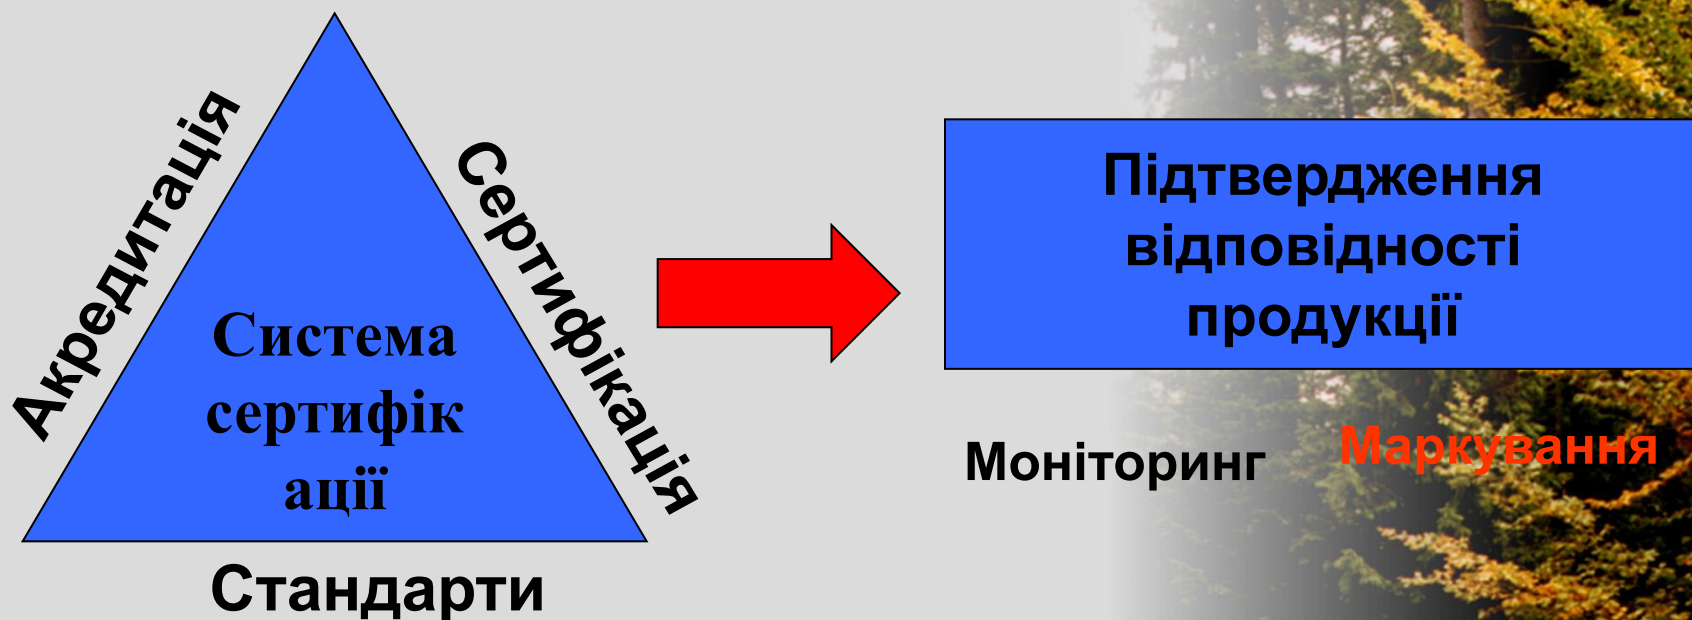 Акредитація
Сертифікація
Система
сертифік
ації
Стандарти
Підтвердження
відповідності
продукції
Моніторинг
Маркування